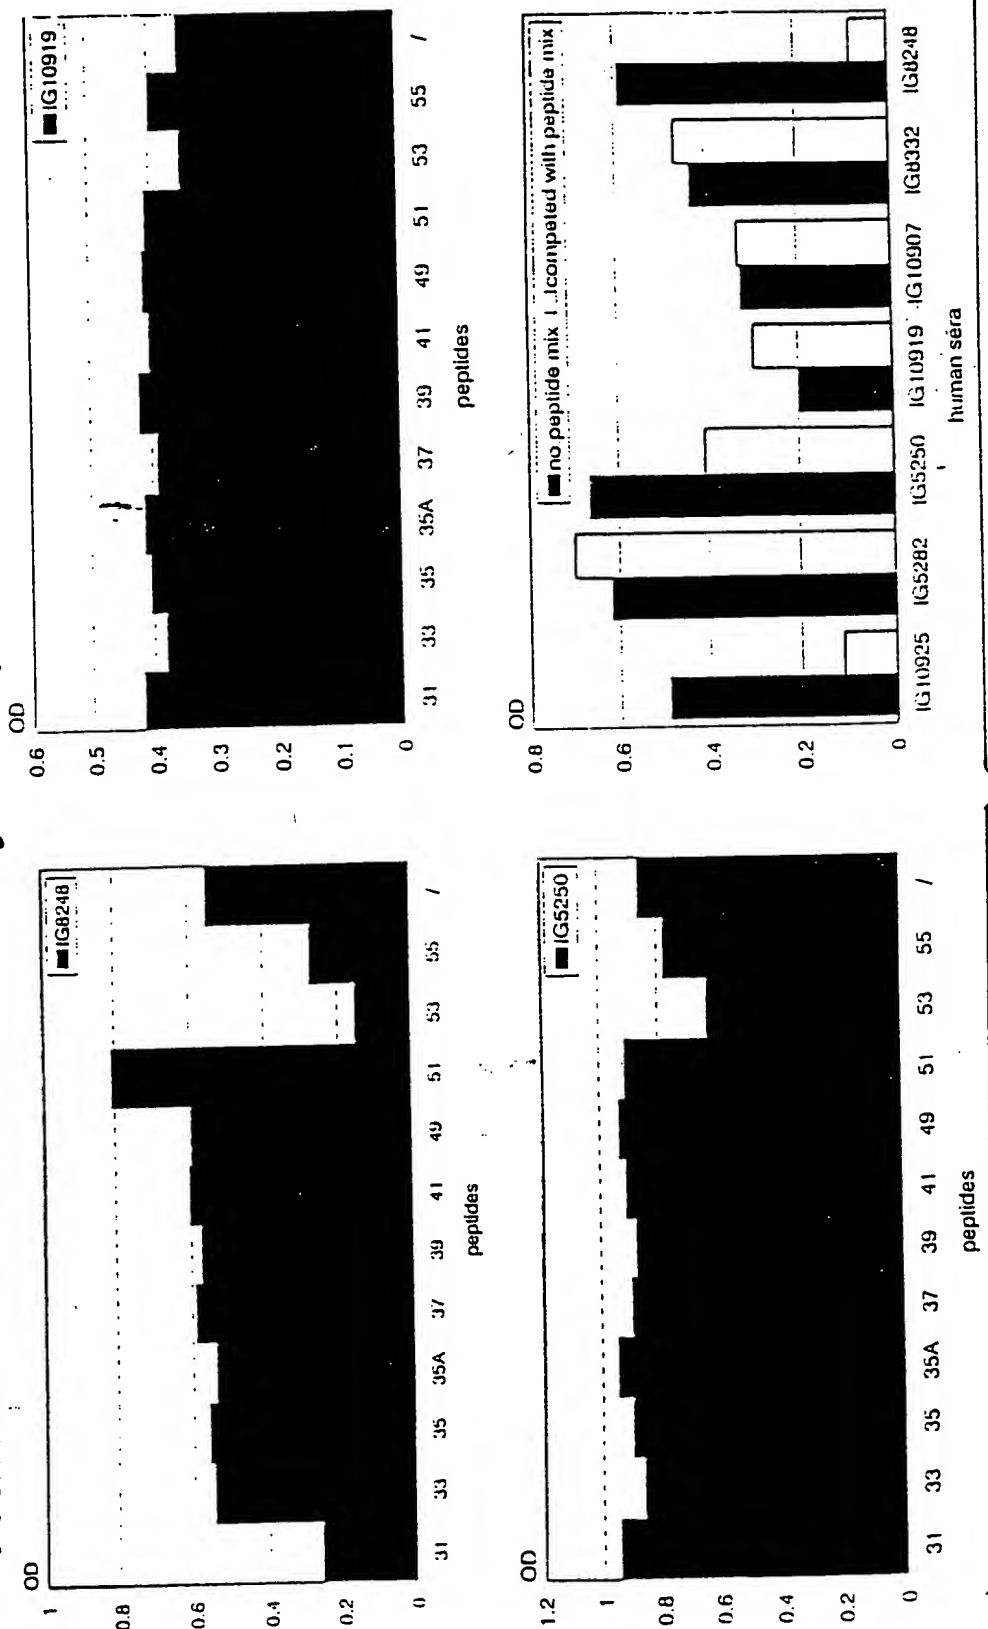 OD
IG8248
1
0.8
0.6
0.4
0.2
0
31 33 35 35A 37 39 41 49 51 53 55 /
peptides
OD
IG10919
0.6
0.5
0.4
0.3
0.2
0.1
0
31 33 35 35A 37 39 41 49 51 53 55 /
peptides
IG5250
1.2
1
0.8
0.6
0.4
0.2
0
31 33 35 35A 37 39 41 49 51 53 55 /
peptides
OD
no peptide mix competed with peptide mix
0.8
0.6
0.4
0.2
0
IG10925 IG5282 IG5250 IG10919 IG10907 IG8332 IG8248
human sera